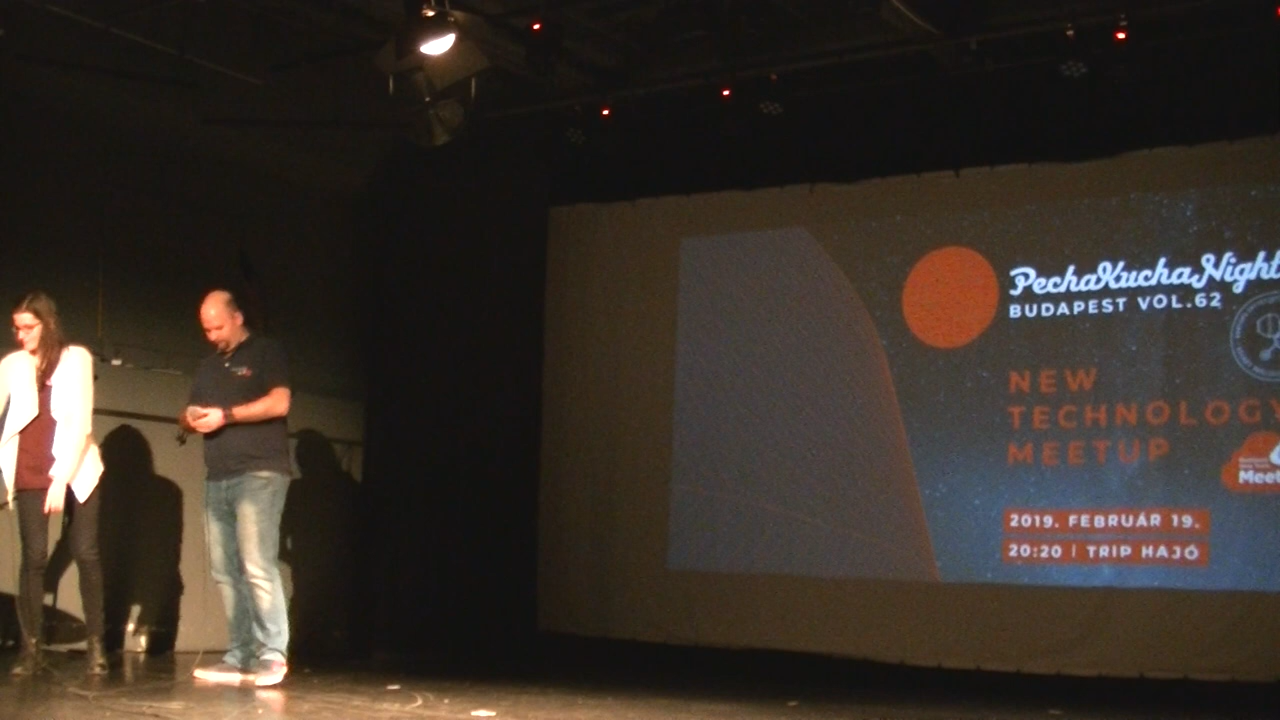 PechaKuchaNight
BUDAPEST VOL.62
NEW
TECHNOLOGY
MEETUP
2019. FEBRUÁR 19.
20:20 | TRIP HAJÓ